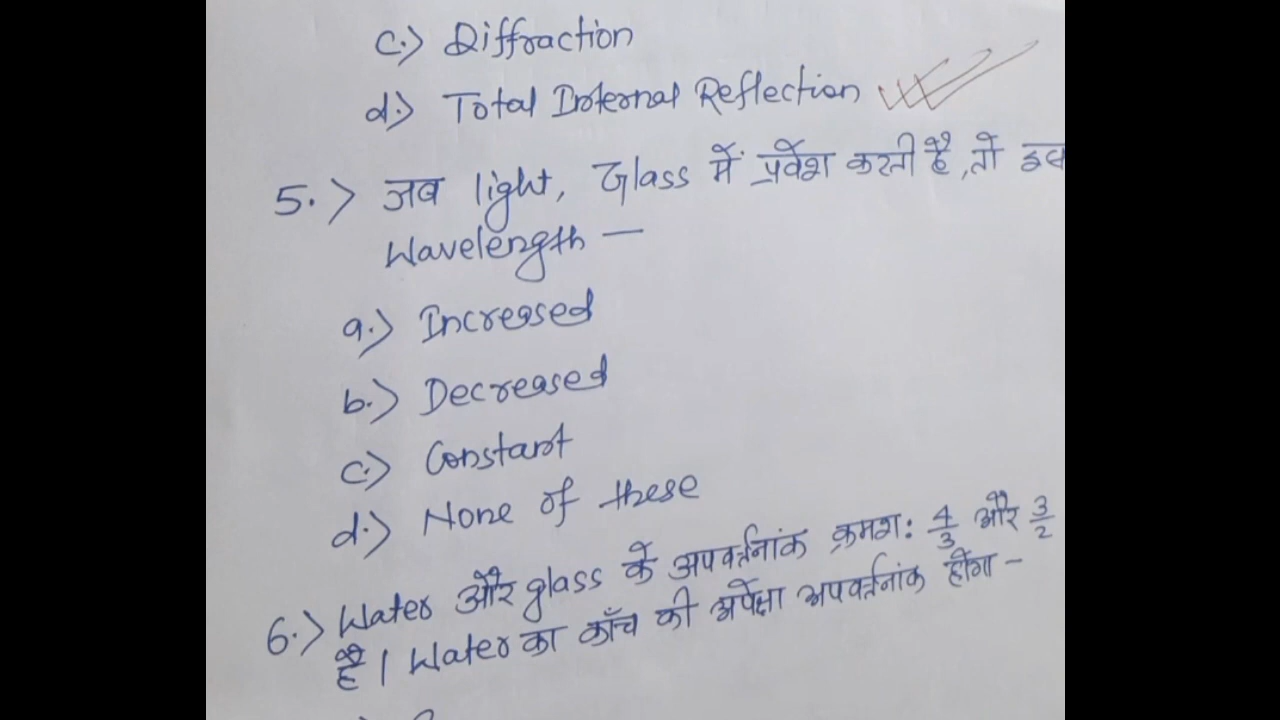 c.> Diffraction
d.> Total Internal Reflection
5.> जब light, Glass में प्रवेश करती है, तो
Wavelength —
a.> Increased
b.> Decreased
c.> Constant
d.> None of these
6.> Water और glass के अपवर्तनांक क्रमश: 4/3 और 3/2
है। Water का काँच की अपेक्षा अपवर्तनांक होगा -